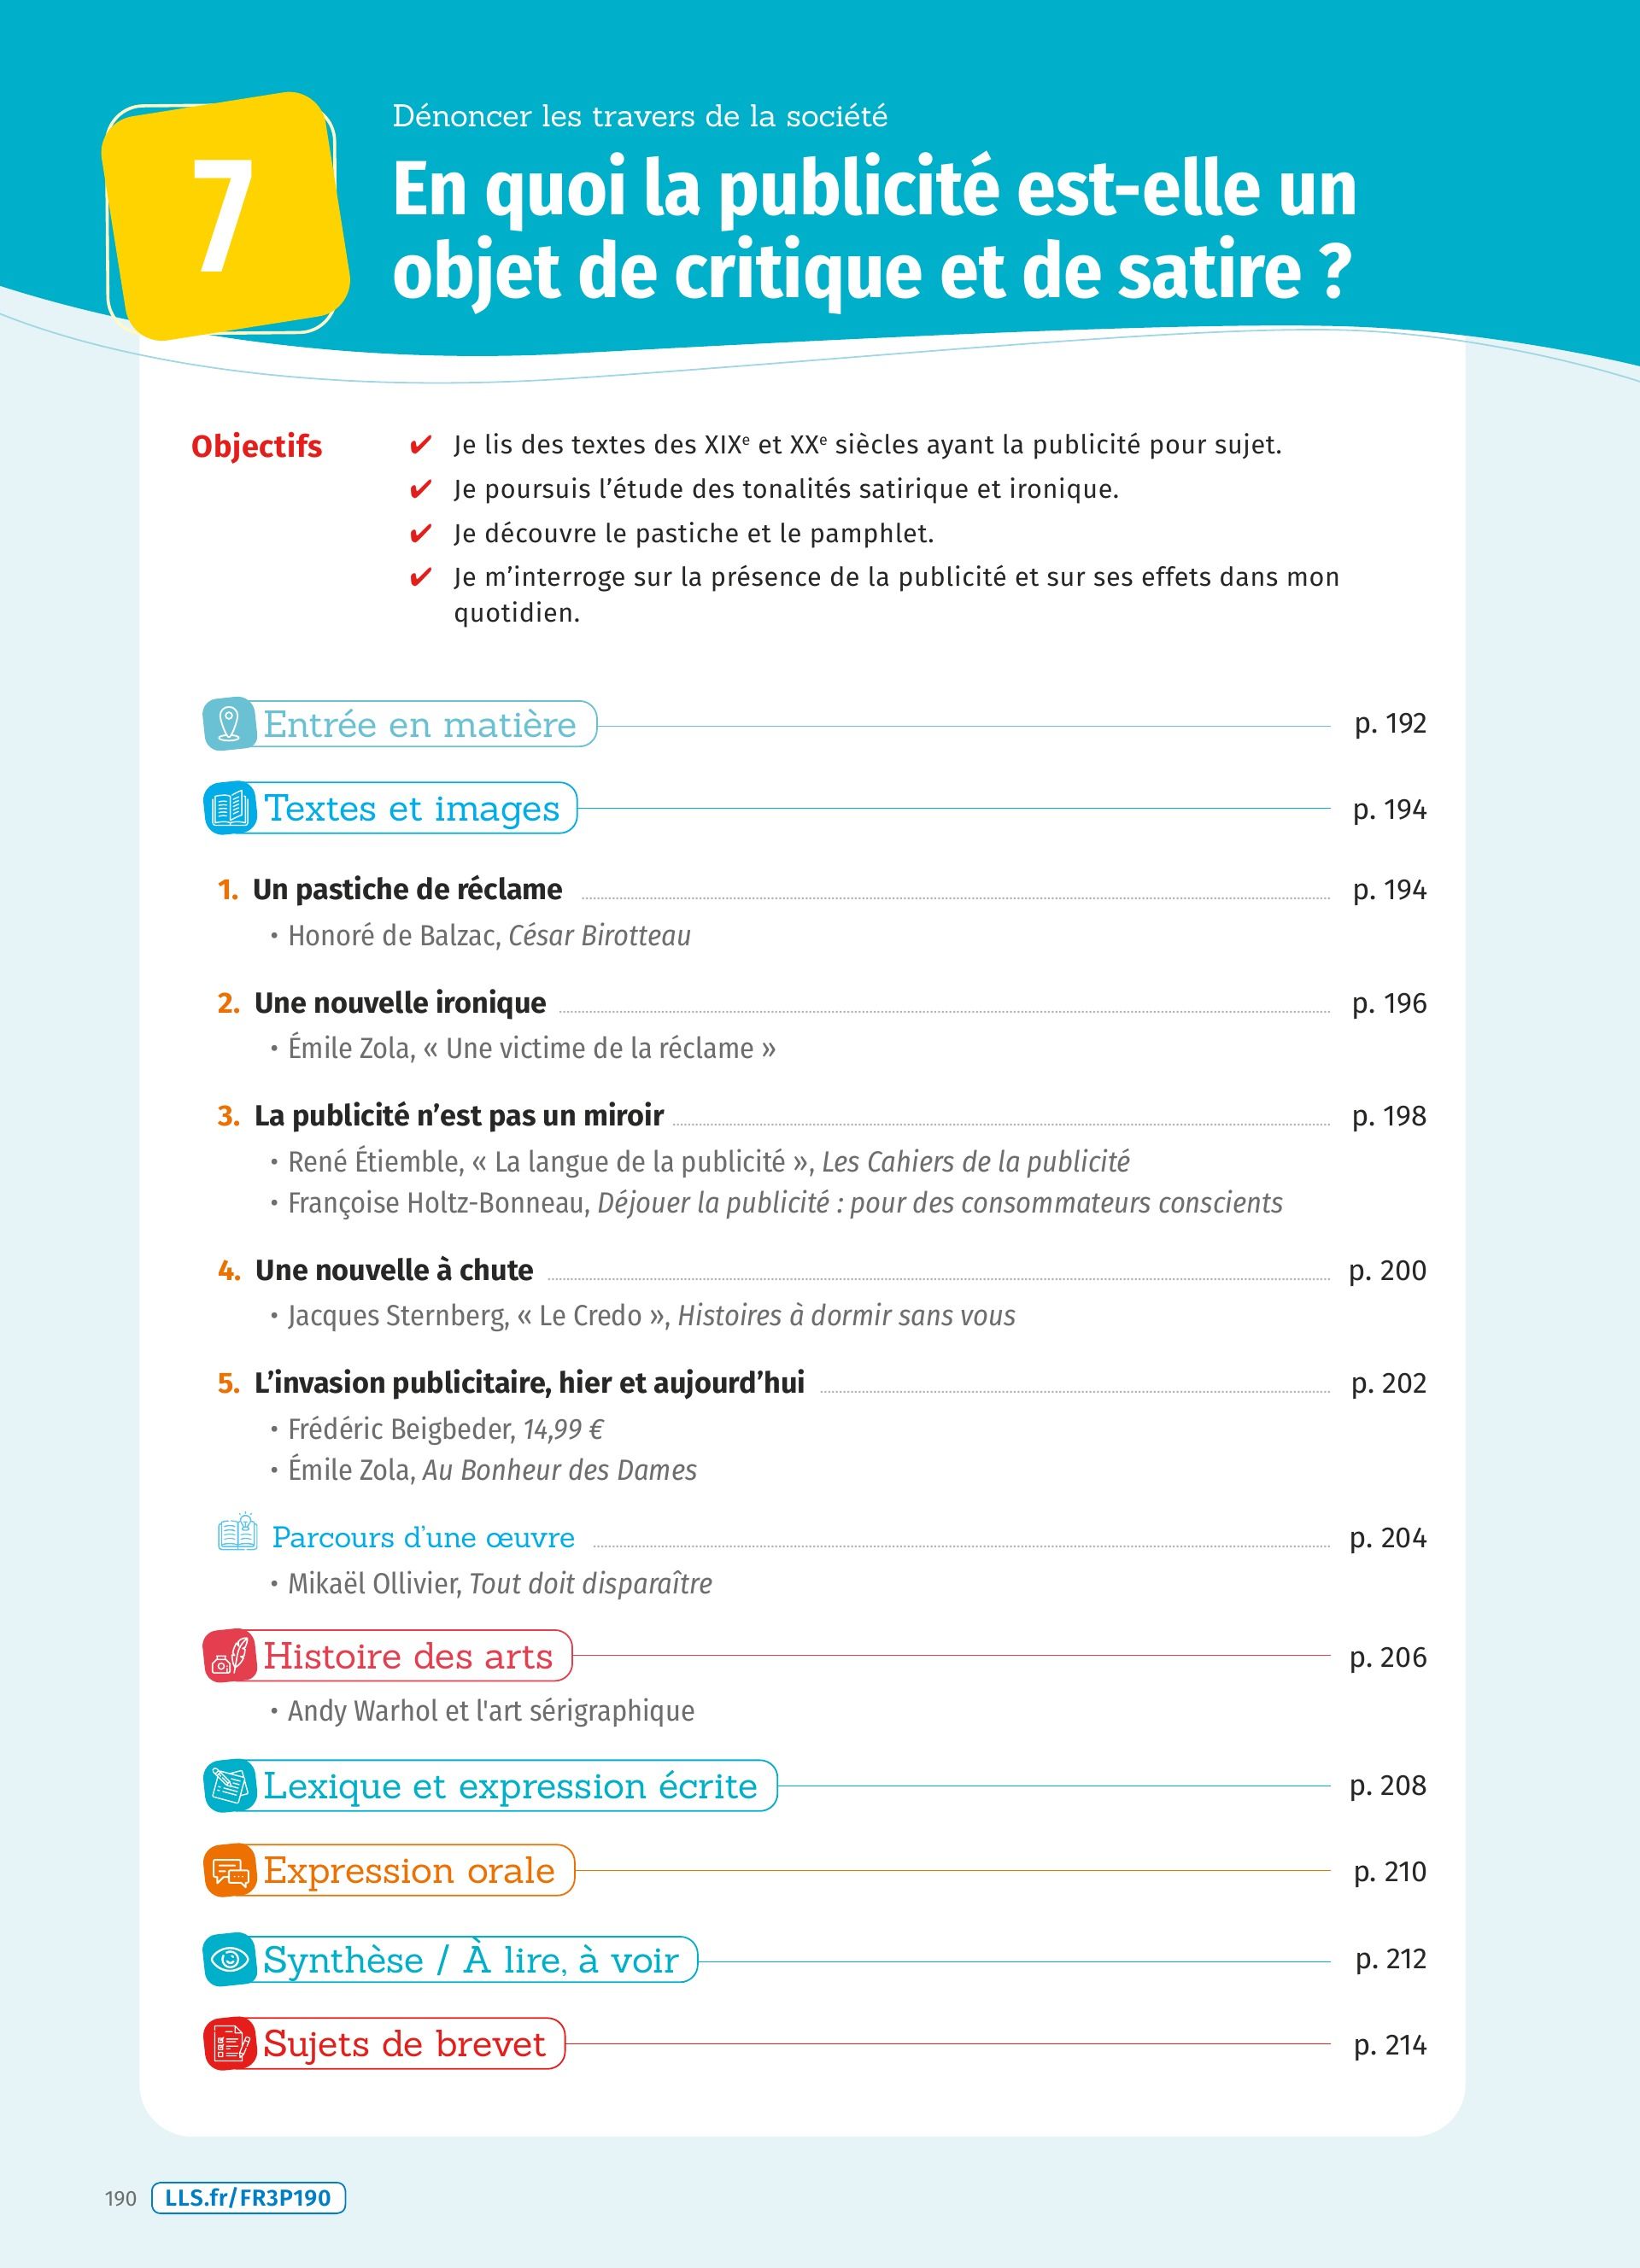 7
Dénoncer les travers de la société
En quoi la publicité est-elle un
objet de critique et de satire ?
Objectifs
✔ Je lis des textes des XIXᵉ et XXᵉ siècles ayant la publicité pour sujet.
✔ Je poursuis l’étude des tonalités satirique et ironique.
✔ Je découvre le pastiche et le pamphlet.
✔ Je m’interroge sur la présence de la publicité et sur ses effets dans mon
quotidien.
Entrée en matière p. 192
Textes et images p. 194
1. Un pastiche de réclame p. 194
• Honoré de Balzac, César Birotteau
2. Une nouvelle ironique p. 196
• Émile Zola, « Une victime de la réclame »
3. La publicité n’est pas un miroir p. 198
• René Étiemble, « La langue de la publicité », Les Cahiers de la publicité
• Françoise Holtz-Bonneau, Déjouer la publicité : pour des consommateurs conscients
4. Une nouvelle à chute p. 200
• Jacques Sternberg, « Le Credo », Histoires à dormir sans vous
5. L’invasion publicitaire, hier et aujourd’hui p. 202
• Frédéric Beigbeder, 14,99 €
• Émile Zola, Au Bonheur des Dames
Parcours d’une œuvre p. 204
• Mikaël Ollivier, Tout doit disparaître
Histoire des arts p. 206
• Andy Warhol et l'art sérigraphique
Lexique et expression écrite p. 208
Expression orale p. 210
Synthèse / À lire, à voir p. 212
Sujets de brevet p. 214
190 LLS.fr/FR3P190